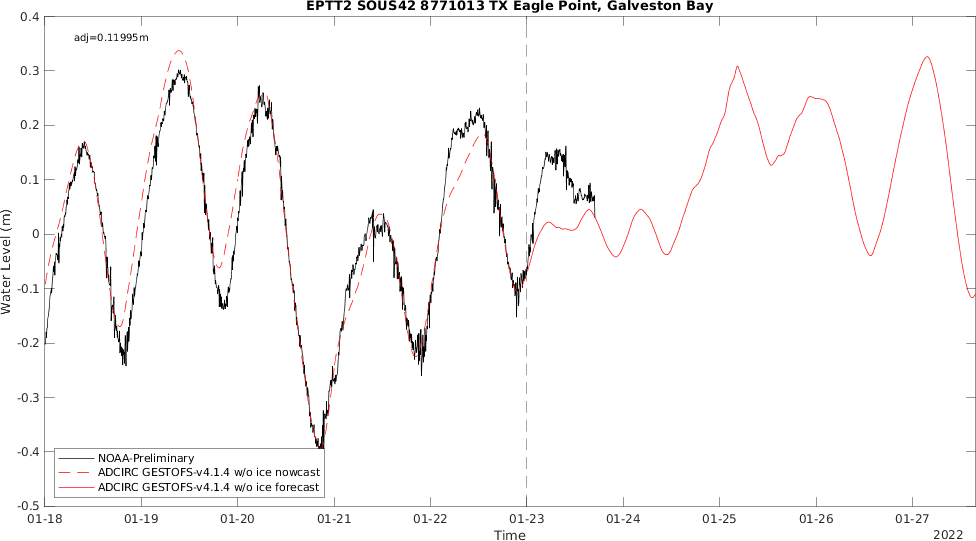 EPTT2 SOUS42 8771013 TX Eagle Point, Galveston Bay
adj=0.11995m
0.4
0.3
0.2
0.1
0
-0.1
-0.2
-0.3
-0.4
-0.5
Water Level (m)
NOAA-Preliminary
ADCIRC GESTOFS-v4.1.4 w/o ice nowcast
ADCIRC GESTOFS-v4.1.4 w/o ice forecast
01-18 01-19 01-20 01-21 01-22 01-23 01-24 01-25 01-26 01-27
Time
2022